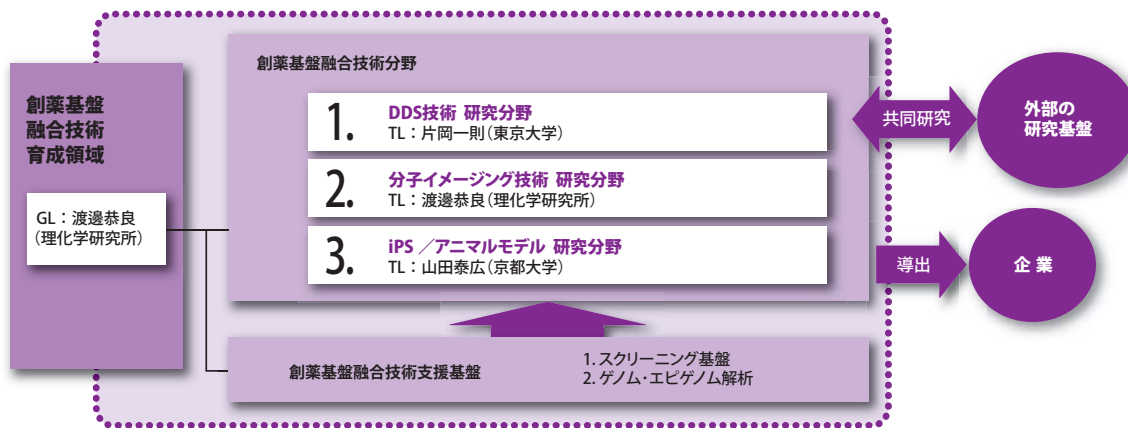 創薬基盤
融合技術
育成領域
GL：渡邊恭良
（理化学研究所）
創薬基盤融合技術分野
1. DDS技術 研究分野
TL：片岡一則（東京大学）
2. 分子イメージング技術 研究分野
TL：渡邊恭良（理化学研究所）
3. iPS／アニマルモデル 研究分野
TL：山田泰広（京都大学）
共同研究
外部の
研究基盤
導出
企業
創薬基盤融合技術支援基盤
1. スクリーニング基盤
2. ゲノム・エピゲノム解析